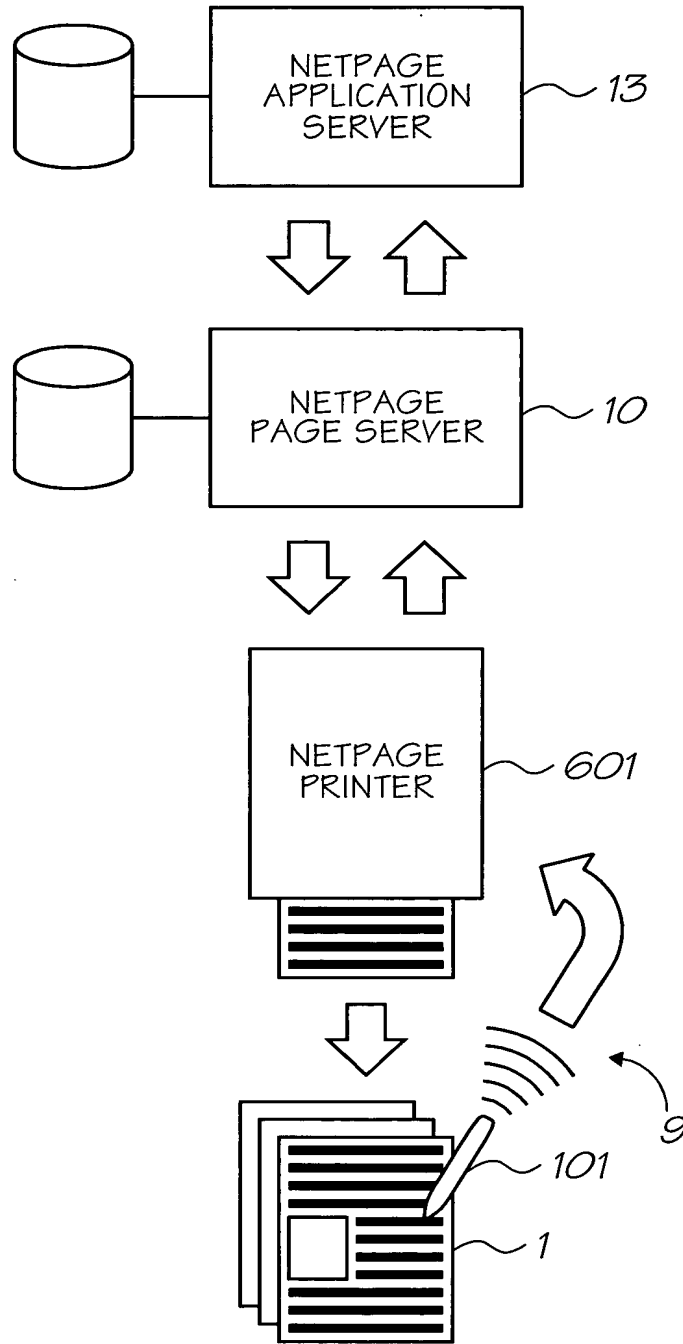 NETPAGE
APPLICATION
SERVER
13
NETPAGE
PAGE SERVER
10
NETPAGE
PRINTER
601
9
101
1